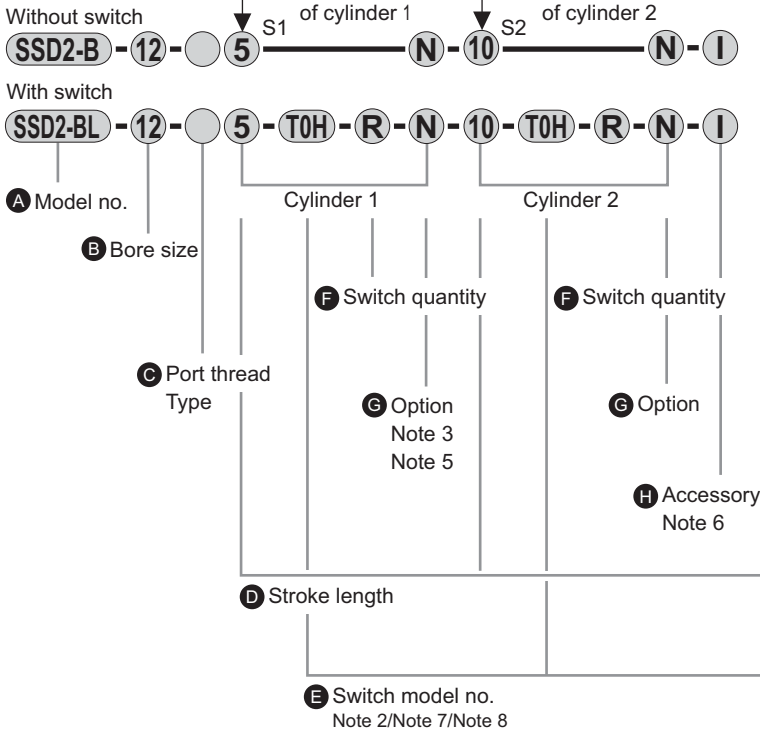 Without switch
S1 of cylinder 1 S2 of cylinder 2
SSD2-B - 12 - 5 N - 10 N - I
With switch
SSD2-BL - 12 - 5 - T0H - R - N - 10 - T0H - R - N - I
A Model no.
Cylinder 1 Cylinder 2
B Bore size
F Switch quantity F Switch quantity
C Port thread
Type
G Option
Note 3
Note 5
G Option
H Accessory
Note 6
D Stroke length
E Switch model no.
Note 2/Note 7/Note 8